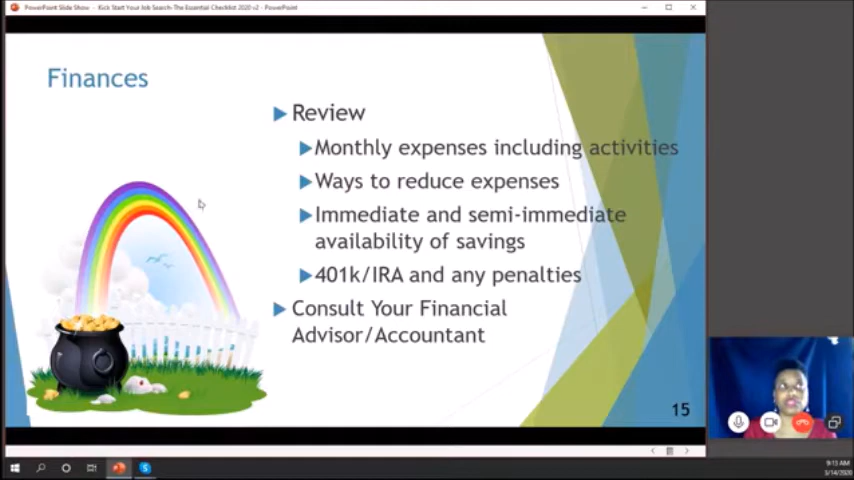 PowerPoint Slide Show - Kick Start Your Job Search-The Essential Checklist 2020 v2 - PowerPoint
Finances
Review
Monthly expenses including activities
Ways to reduce expenses
Immediate and semi-immediate
availability of savings
401k/IRA and any penalties
Consult Your Financial
Advisor/Accountant
15
9:13 AM
5/14/2020